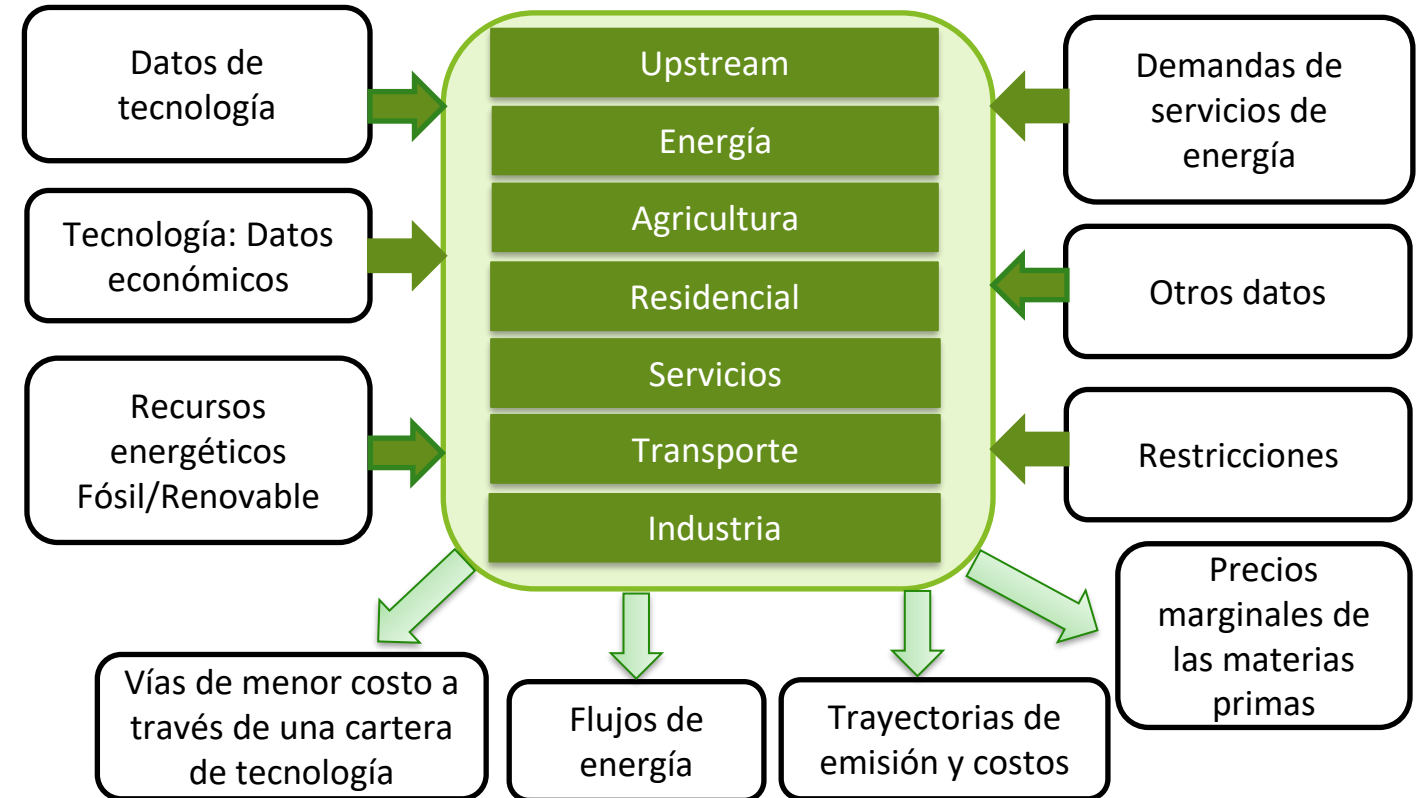 Datos de
tecnología
Tecnología: Datos
económicos
Recursos
energéticos
Fósil/Renovable
Upstream
Energía
Agricultura
Residencial
Servicios
Transporte
Industria
Demandas de
servicios de
energía
Otros datos
Restricciones
Vías de menor costo a
través de una cartera
de tecnología
Flujos de
energía
Trayectorias de
emisión y costos
Precios
marginales de
las materias
primas